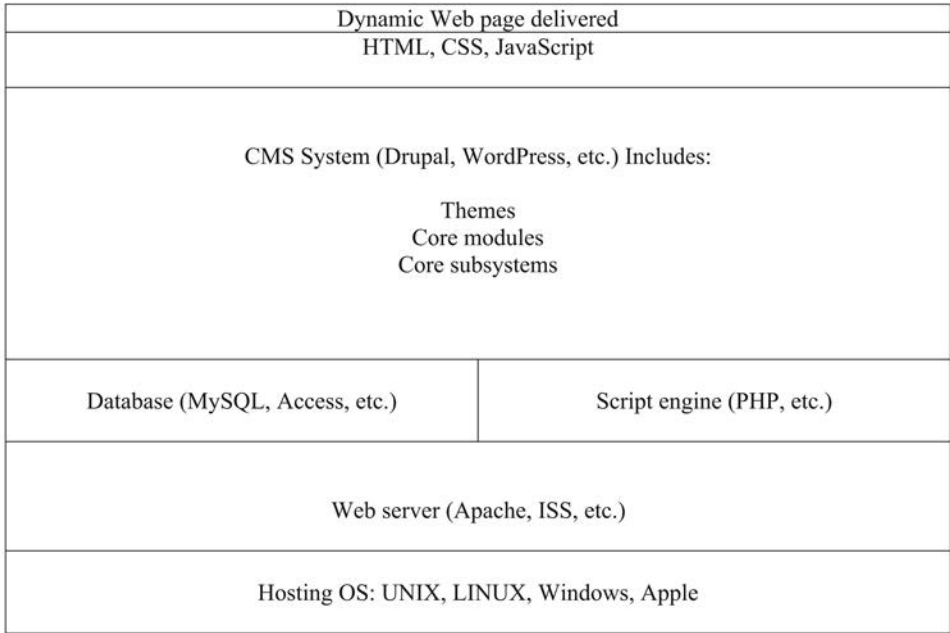 Dynamic Web page delivered
HTML, CSS, JavaScript
CMS System (Drupal, WordPress, etc.) Includes:
Themes
Core modules
Core subsystems
Database (MySQL, Access, etc.)
Script engine (PHP, etc.)
Web server (Apache, ISS, etc.)
Hosting OS: UNIX, LINUX, Windows, Apple